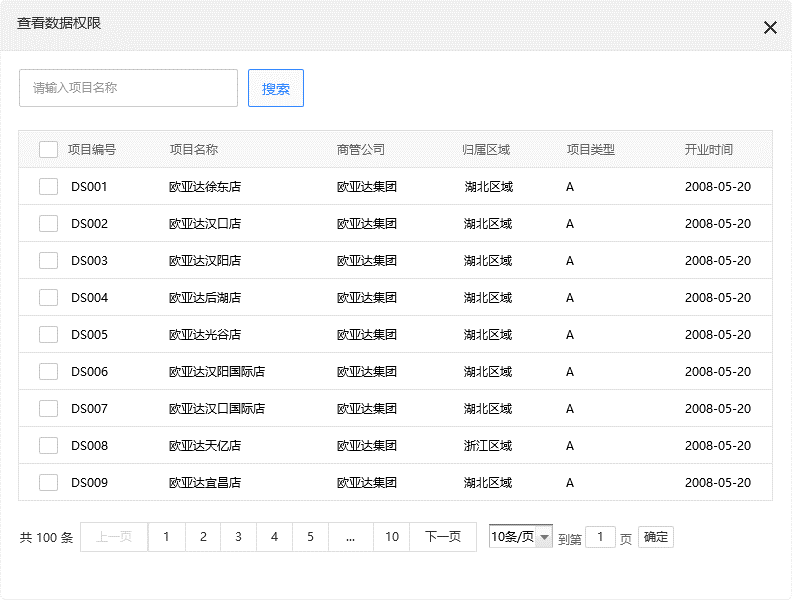 查看数据权限
请输入项目名称 搜索
项目编号 项目名称 商管公司 归属区域 项目类型 开业时间
DS001 欧亚达徐东店 欧亚达集团 湖北区域 A 2008-05-20
DS002 欧亚达汉口店 欧亚达集团 湖北区域 A 2008-05-20
DS003 欧亚达汉阳店 欧亚达集团 湖北区域 A 2008-05-20
DS004 欧亚达后湖店 欧亚达集团 湖北区域 A 2008-05-20
DS005 欧亚达光谷店 欧亚达集团 湖北区域 A 2008-05-20
DS006 欧亚达汉阳国际店 欧亚达集团 湖北区域 A 2008-05-20
DS007 欧亚达汉口国际店 欧亚达集团 湖北区域 A 2008-05-20
DS008 欧亚达天亿店 欧亚达集团 浙江区域 A 2008-05-20
DS009 欧亚达宜昌店 欧亚达集团 湖北区域 A 2008-05-20
共 100 条 上一页 1 2 3 4 5 ... 10 下一页 10条/页 到第 1 页 确定